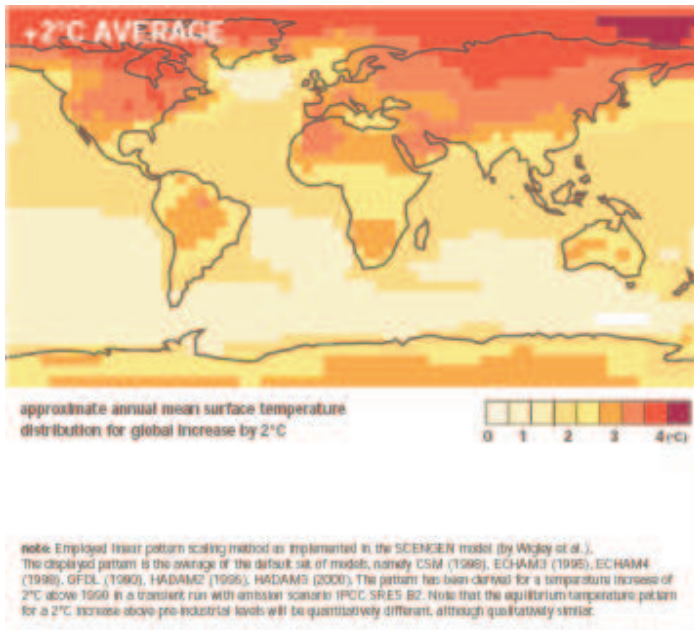 +2°C AVERAGE
approximate annual mean surface temperature
distribution for global increase by 2°C
0 1 2 3 4 (°C)
note: Employed linear pattern scaling method as implemented in the SCENGEN model (by Wigley et al.).
The displayed pattern is the average of the default set of models, namely CSM (1998), ECHAM3 (1995), ECHAM4
(1998), GFDL (1990), HADAM2 (1995), HADAM3 (2000). The pattern has been derived for a temperature increase of
2°C above 1990 in a transient run with emission scenario IPCC SRES B2. Note that the equilibrium temperature pattern
for a 2°C increase above pre-industrial levels will be quantitatively different, although qualitatively similar.